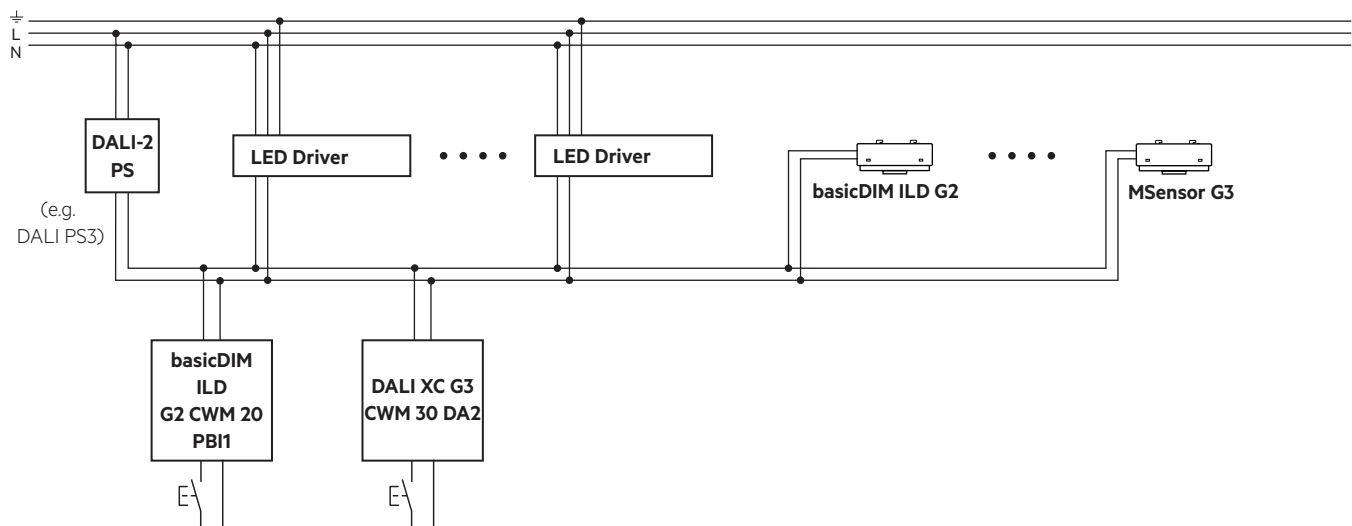 L
N
DALI-2
PS
LED Driver
LED Driver
basicDIM ILD G2
MSensor G3
(e.g.
DALI PS3)
basicDIM
ILD
G2 CWM 20
PBI1
DALI XC G3
CWM 30 DA2